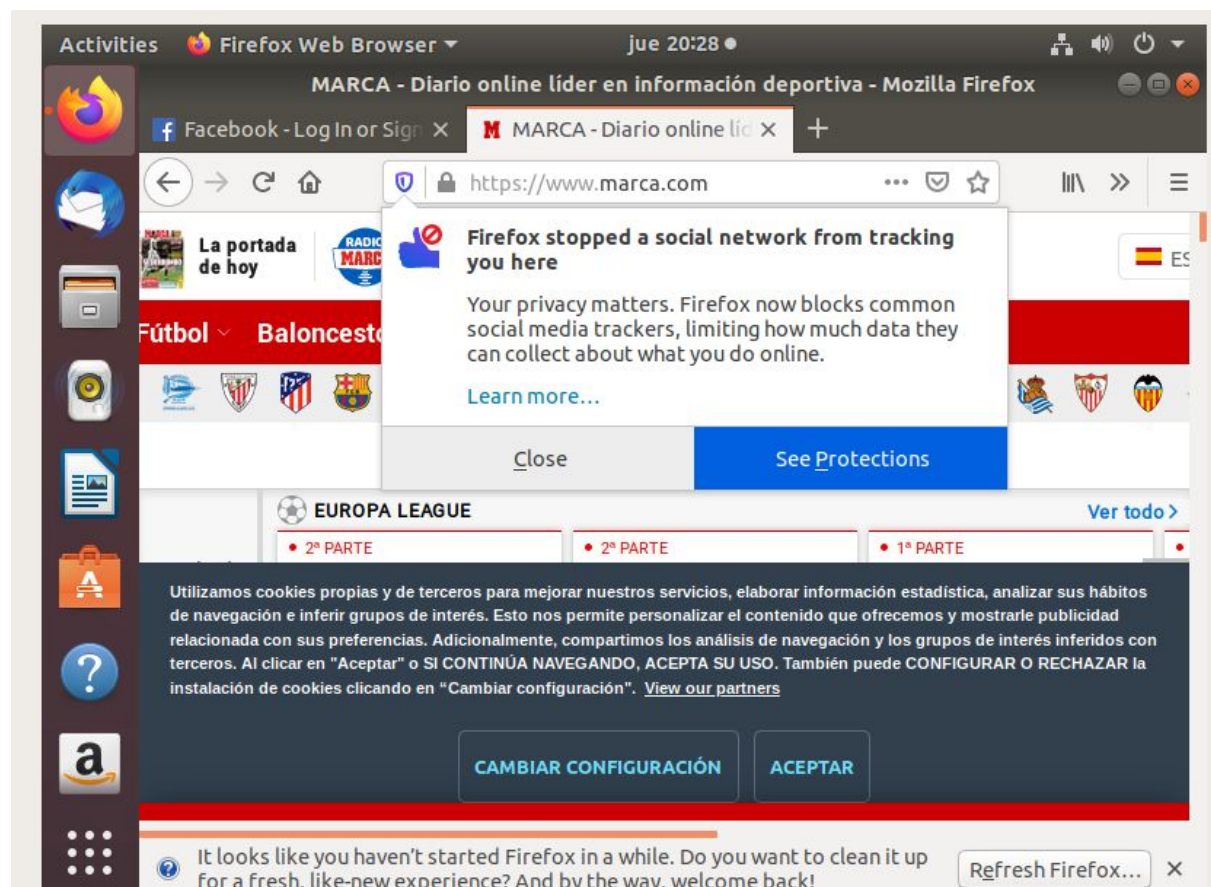 Activities Firefox Web Browser jue 20:28
MARCA - Diario online líder en información deportiva - Mozilla Firefox
Facebook - Log In or Sign MARCA - Diario online líd
https://www.marca.com
La portada
de hoy
RADIO
MARC
ES
Firefox stopped a social network from tracking
you here
Your privacy matters. Firefox now blocks common
social media trackers, limiting how much data they
can collect about what you do online.
Learn more...
Close See Protections
Fútbol Baloncesto
EUROPA LEAGUE Ver todo
2ª PARTE 2ª PARTE 1ª PARTE
Utilizamos cookies propias y de terceros para mejorar nuestros servicios, elaborar información estadística, analizar sus hábitos
de navegación e inferir grupos de interés. Esto nos permite personalizar el contenido que ofrecemos y mostrarle publicidad
relacionada con sus preferencias. Adicionalmente, compartimos los análisis de navegación y los grupos de interés inferidos con
terceros. Al clicar en "Aceptar" o SI CONTINÚA NAVEGANDO, ACEPTA SU USO. También puede CONFIGURAR O RECHAZAR la
instalación de cookies clicando en “Cambiar configuración”. View our partners
CAMBIAR CONFIGURACIÓN ACEPTAR
It looks like you haven’t started Firefox in a while. Do you want to clean it up
for a fresh, like-new experience? And by the way, welcome back!
Refresh Firefox...